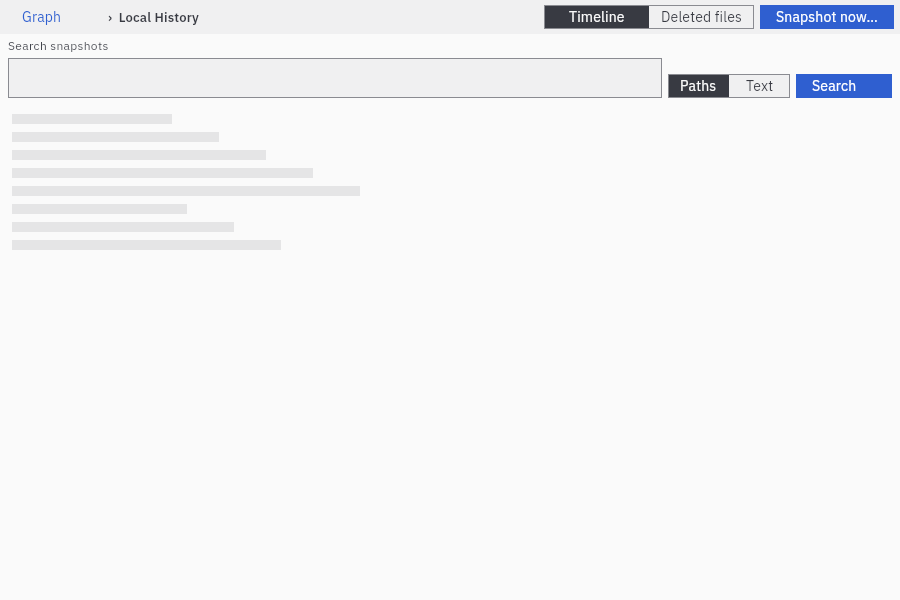 Graph › Local History Timeline Deleted files Snapshot now...
Search snapshots
Paths Text Search